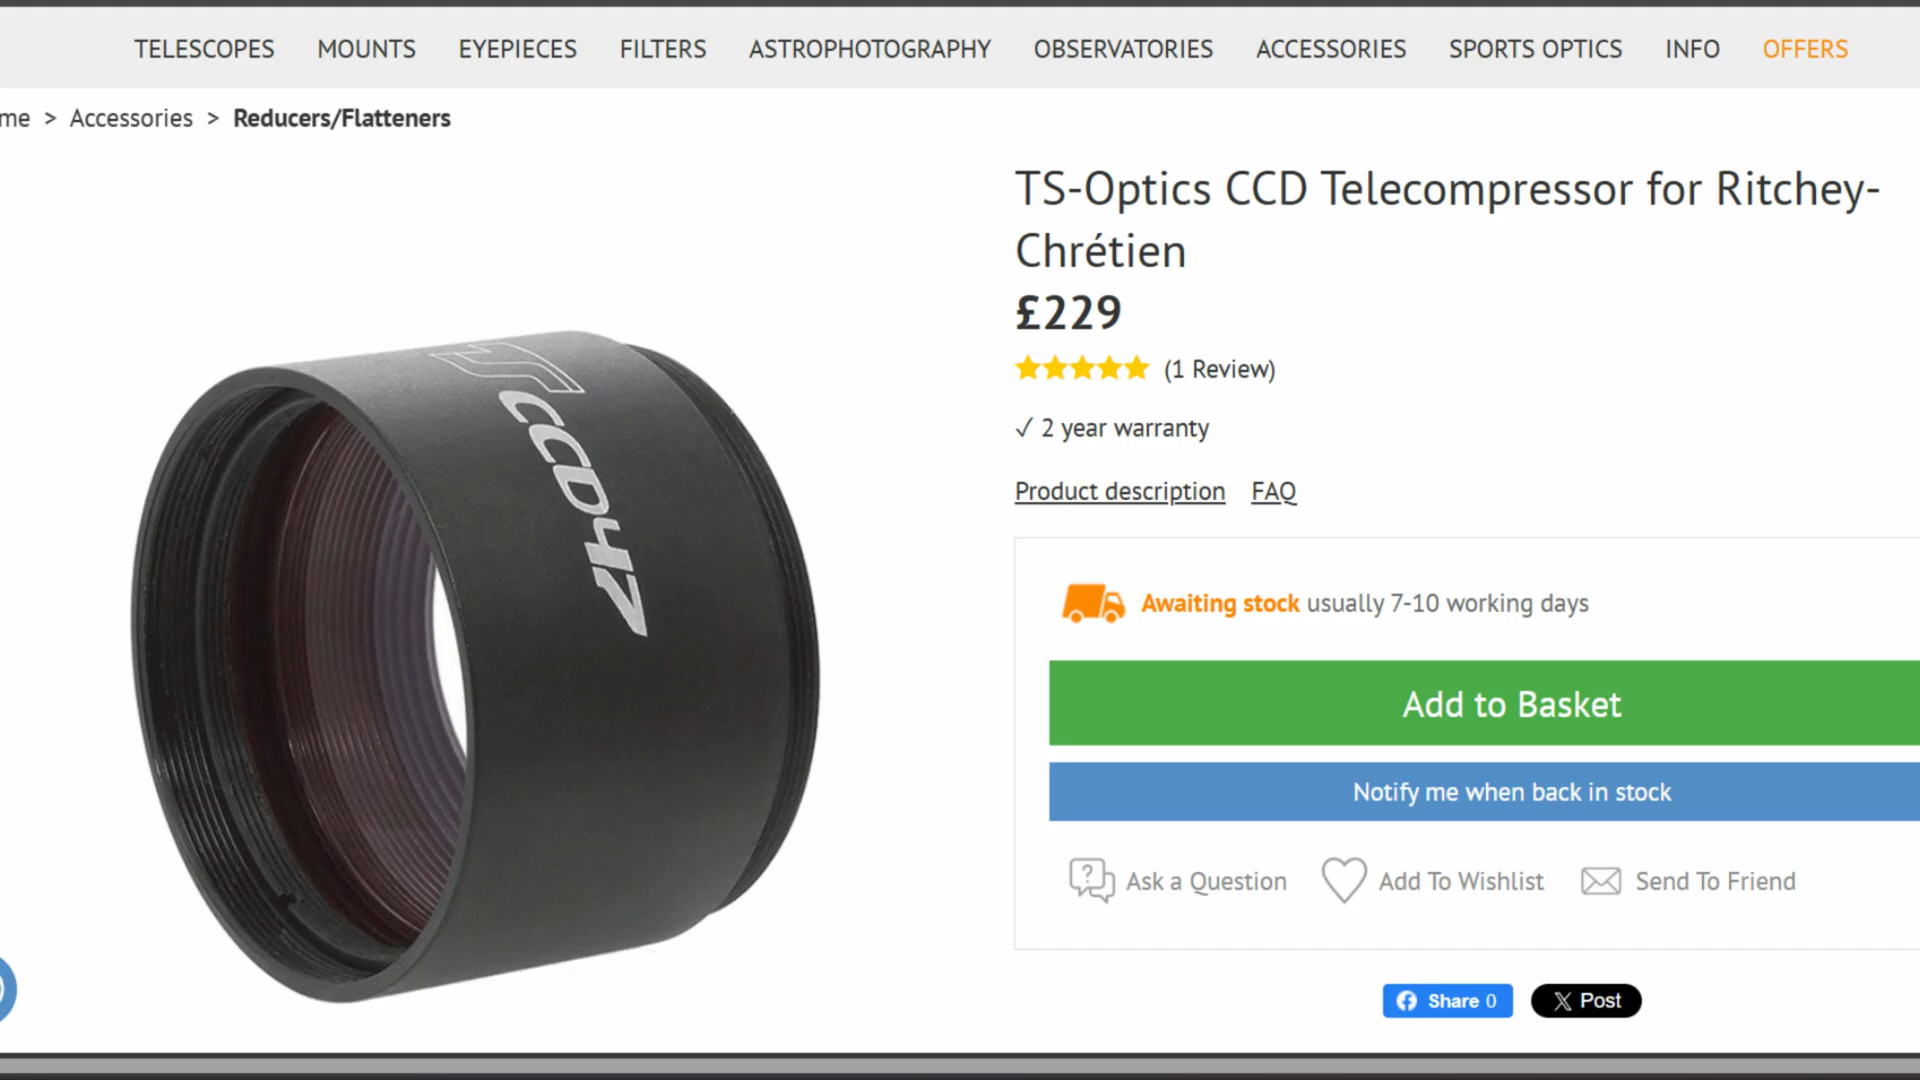 TELESCOPES MOUNTS EYEPIECES FILTERS ASTROPHOTOGRAPHY OBSERVATORIES ACCESSORIES SPORTS OPTICS INFO OFFERS
me > Accessories > Reducers/Flatteners
TS-Optics CCD Telecompressor for Ritchey-
Chrétien
£229
(1 Review)
✓ 2 year warranty
Product description FAQ
TS
CCD47
Awaiting stock usually 7-10 working days
Add to Basket
Notify me when back in stock
Ask a Question Add To Wishlist Send To Friend
Share 0 X Post